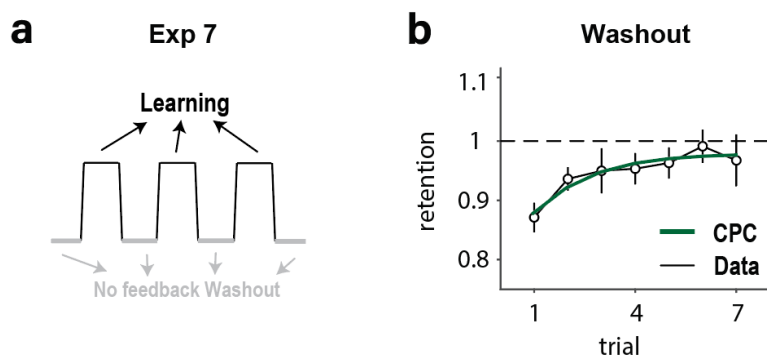 a
Exp 7
Learning
No feedback Washout
b
Washout
retention
1.1
1
0.9
0.8
CPC
Data
1
4
7
trial